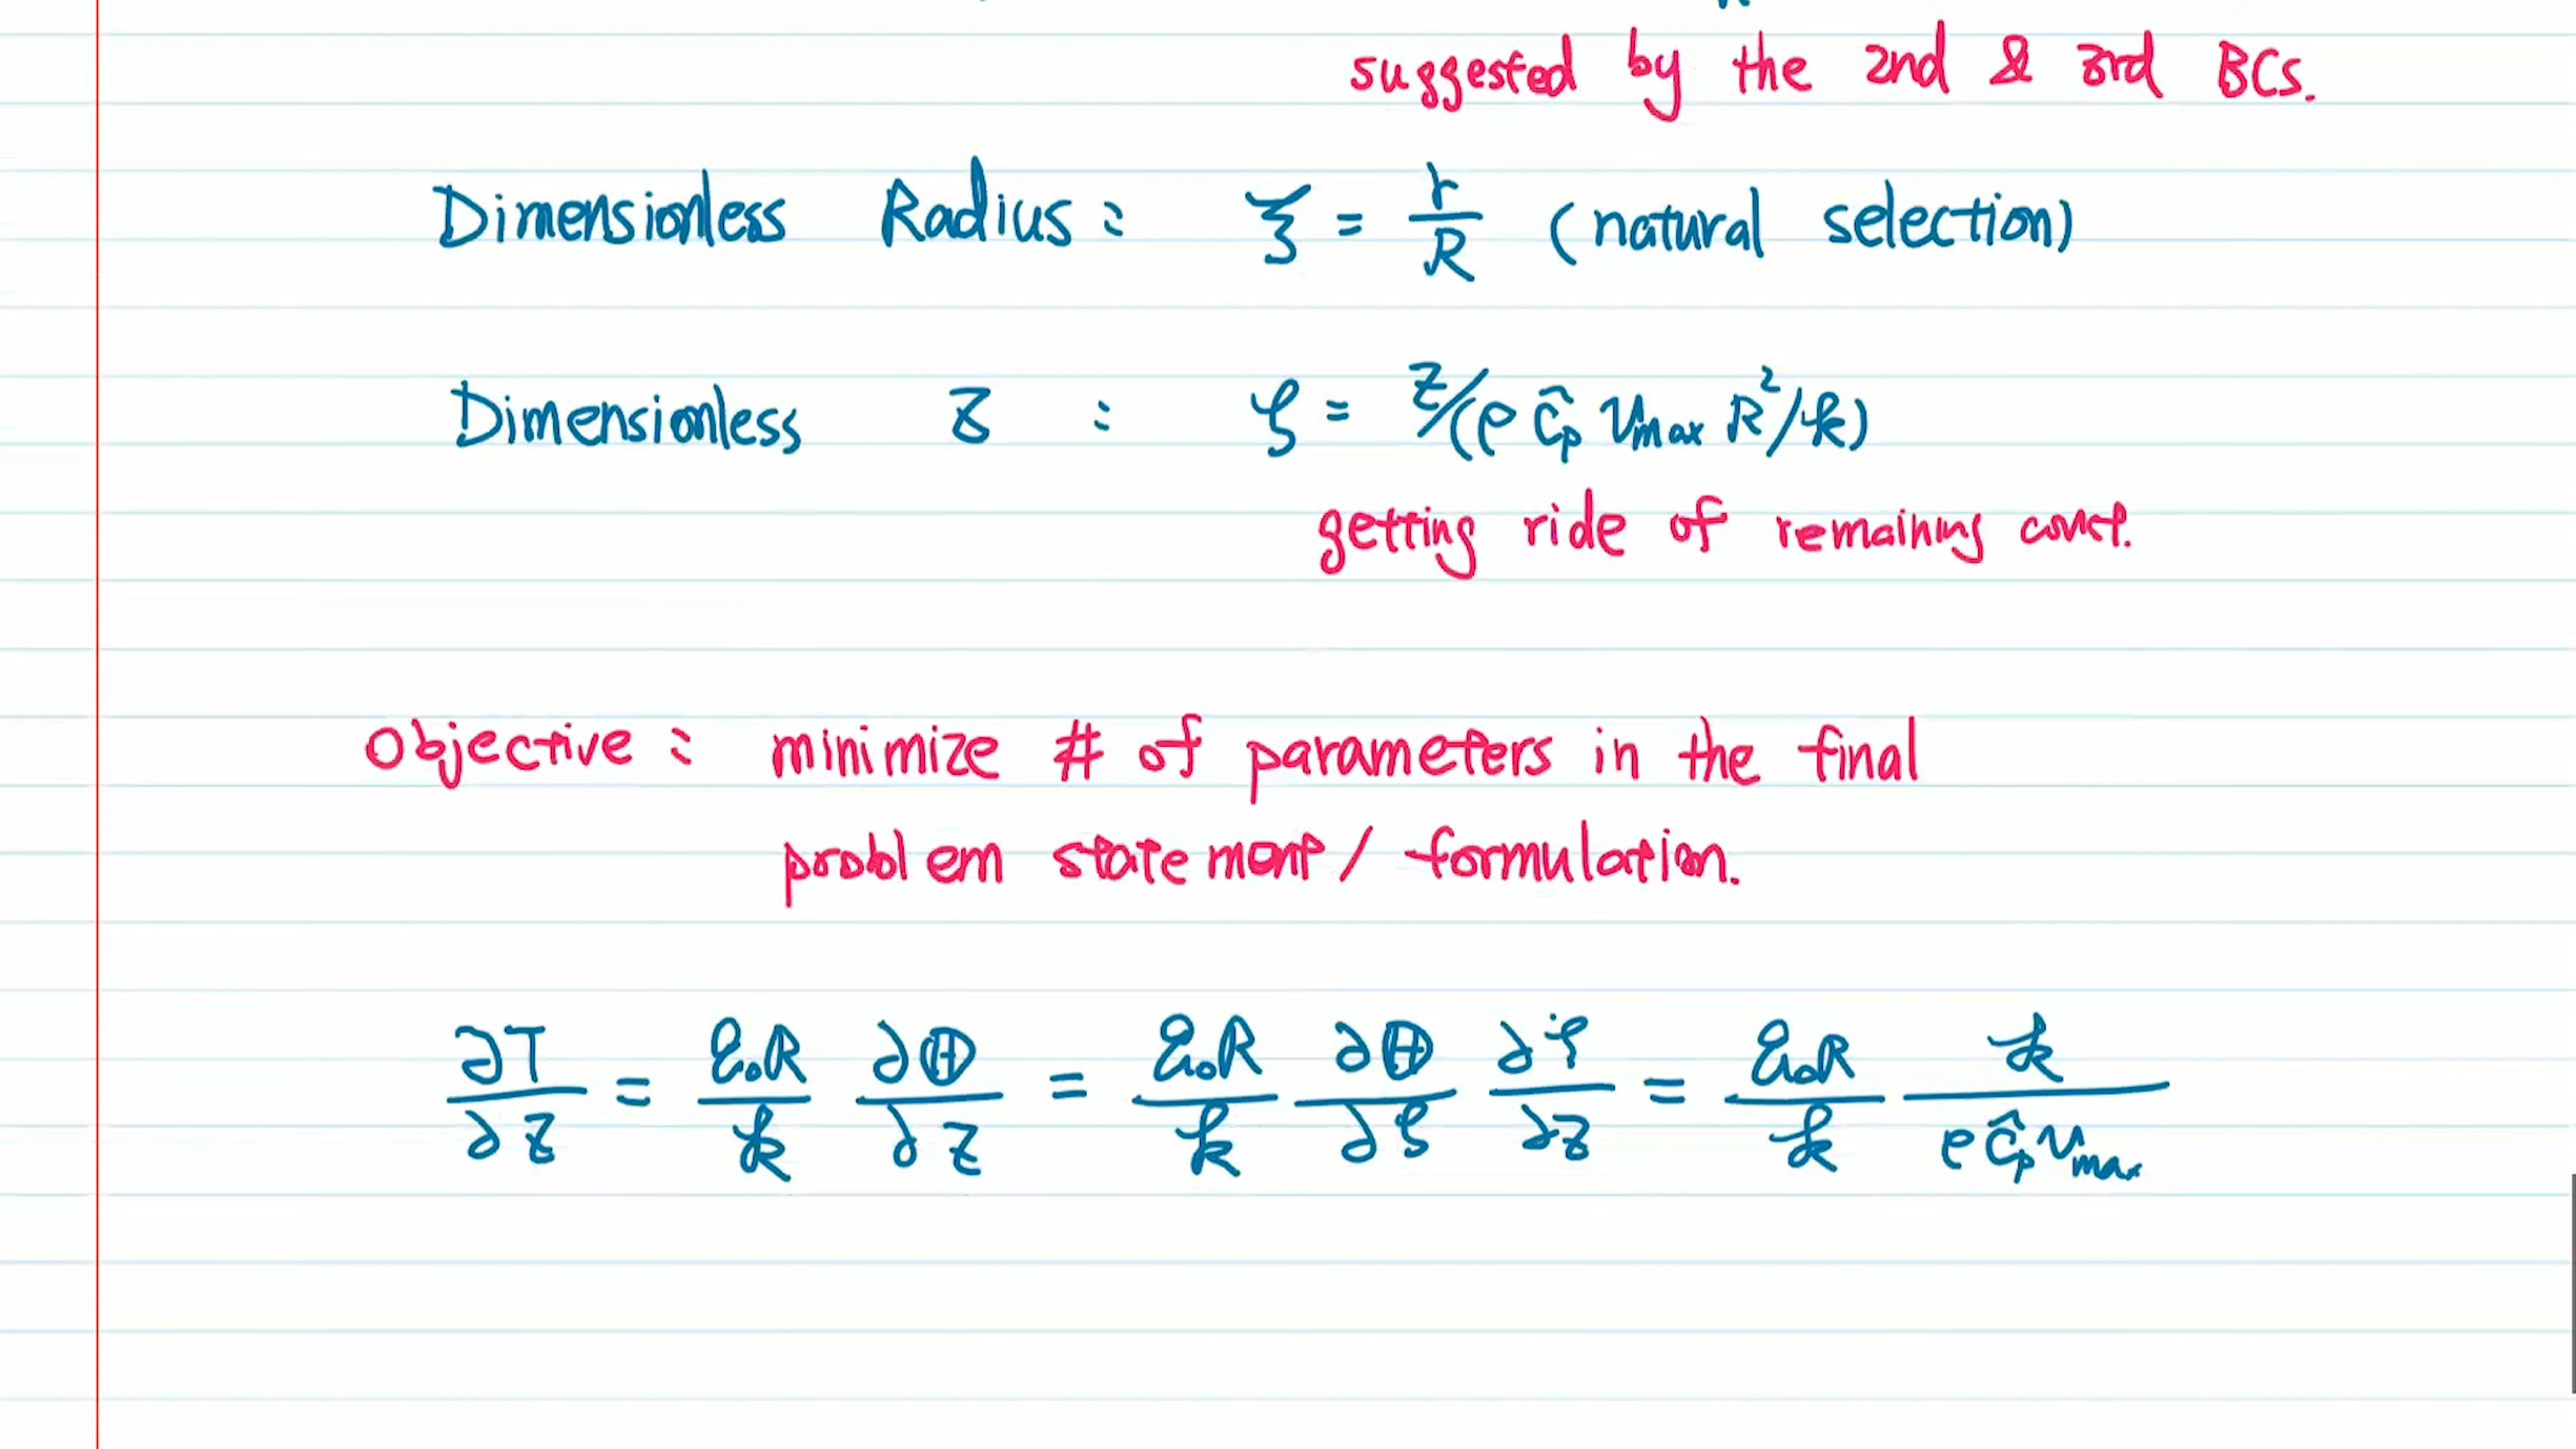 suggested by the 2nd & 3rd BCs.
Dimensionless Radius: ξ = r/R (natural selection)
Dimensionless z : ζ = z/(ρ Ĉp vmax R²/k)
getting ride of remaining const.
Objective: minimize # of parameters in the final
problem statement / formulation.
∂T/∂z = q₀R/k ∂Θ/∂z = q₀R/k ∂Θ/∂ζ ∂ζ/∂z = q₀R/k k/ρĈp vmax